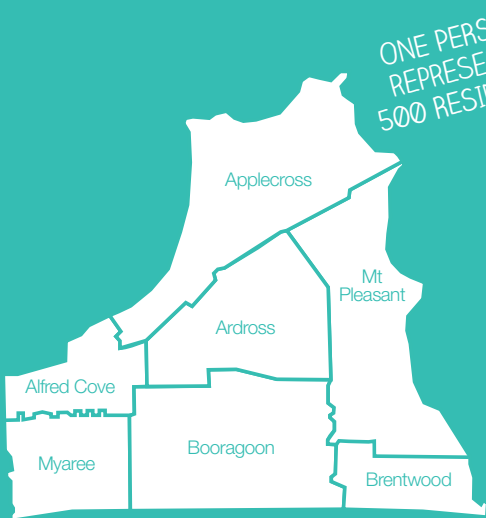 ONE
500
Applecross
Mt
Pleasant
Ardross
Alfred Cove
Booragoon
Myaree
Brentwood